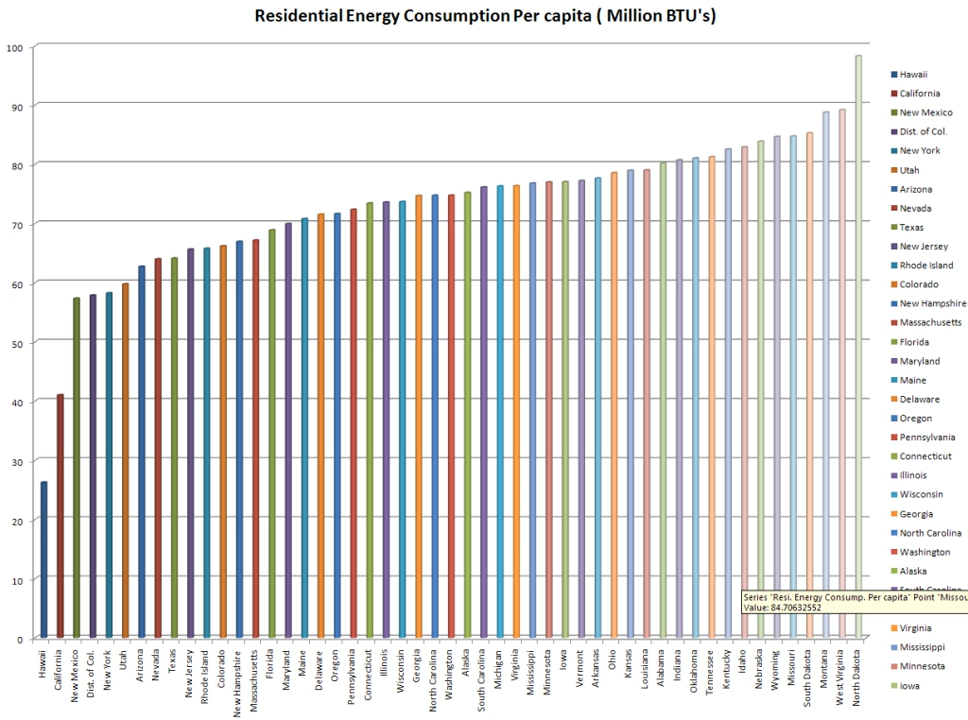 Residential Energy Consumption Per capita ( Million BTU's)
100
90
80
70
60
50
40
30
20
10
0
Hawaii
California
New Mexico
Dist. of Col.
New York
Utah
Arizona
Nevada
Texas
New Jersey
Rhode Island
Colorado
New Hampshire
Massachusetts
Florida
Maryland
Maine
Delaware
Oregon
Pennsylvania
Connecticut
Illinois
Wisconsin
Georgia
North Carolina
Washington
Alaska
South Carolina
Michigan
Virginia
Mississippi
Minnesota
Iowa
Vermont
Arkansas
Ohio
Kansas
Louisiana
Alabama
Indiana
Oklahoma
Tennessee
Kentucky
Idaho
Nebraska
Wyoming
Missouri
South Dakota
Montana
West Virginia
North Dakota
Hawaii
California
New Mexico
Dist. of Col.
New York
Utah
Arizona
Nevada
Texas
New Jersey
Rhode Island
Colorado
New Hampshire
Massachusetts
Florida
Maryland
Maine
Delaware
Oregon
Pennsylvania
Connecticut
Illinois
Wisconsin
Georgia
North Carolina
Washington
Alaska
South Carolina
Series "Resi. Energy Consump. Per capita" Point "Missou
Value: 84.70632552
Virginia
Mississippi
Minnesota
Iowa